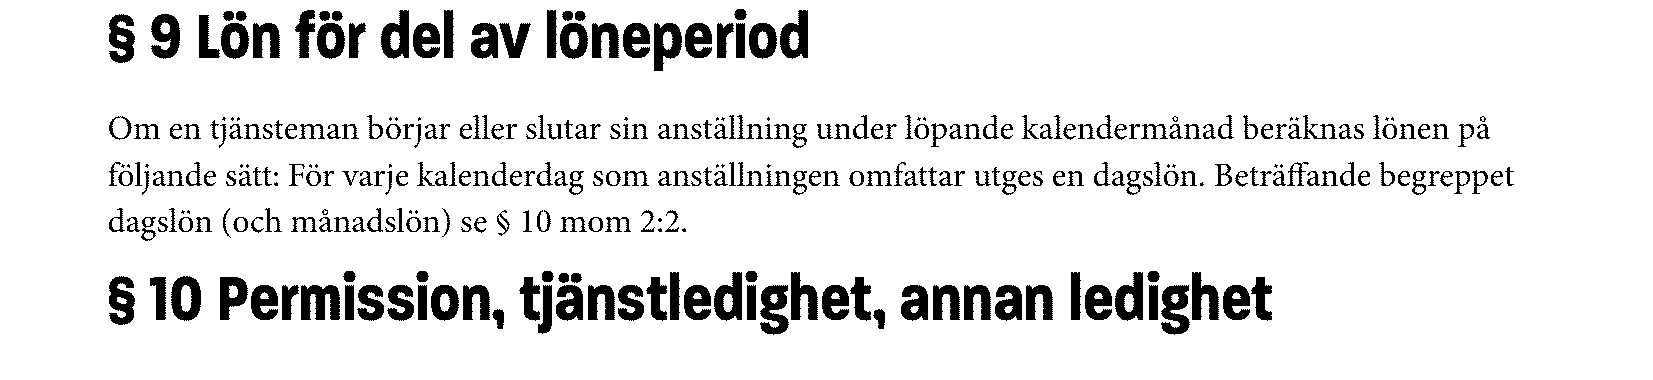 § 9 Lön för del av löneperiod
Om en tjänsteman börjar eller slutar sin anställning under löpande kalendermånad beräknas lönen på
följande sätt: För varje kalenderdag som anställningen omfattar utges en dagslön. Beträffande begreppet
dagslön (och månadslön) se § 10 mom 2:2.
§ 10 Permission, tjänstledighet, annan ledighet